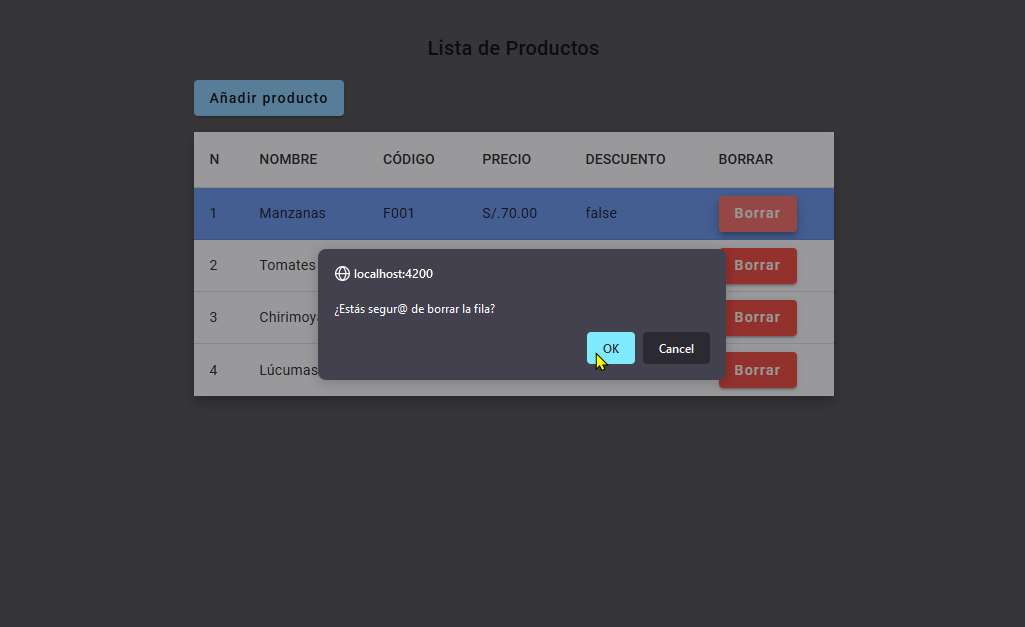 Lista de Productos
Añadir producto
N NOMBRE CÓDIGO PRECIO DESCUENTO BORRAR
1 Manzanas F001 S/.70.00 false Borrar
2 Tomates Borrar
3 Borrar
4 Lúcumas Borrar
localhost:4200
¿Estás segur@ de borrar la fila?
OK Cancel